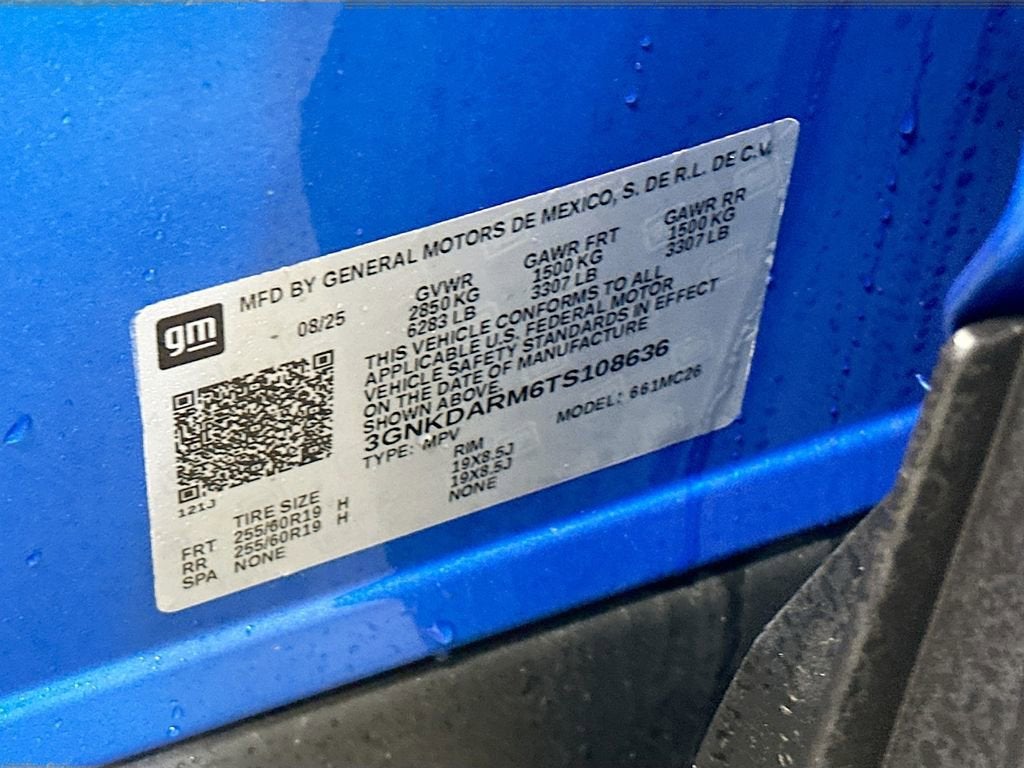 MFD BY GENERAL MOTORS DE MEXICO, S. DE R.L. DE C.V.
gm
08/25
GVWR GAWR FRT GAWR RR
2850 KG 1500 KG 1500 KG
6283 LB 3307 LB 3307 LB
THIS VEHICLE CONFORMS TO ALL
APPLICABLE U.S. FEDERAL MOTOR
VEHICLE SAFETY STANDARDS IN EFFECT
ON THE DATE OF MANUFACTURE
SHOWN ABOVE.
3GNKDARM6TS108636
TYPE: MPV MODEL: 661MC26
121J
TIRE SIZE RIM
FRT 255/60R19 H 19X8.5J
RR 255/60R19 H 19X8.5J
SPA NONE NONE